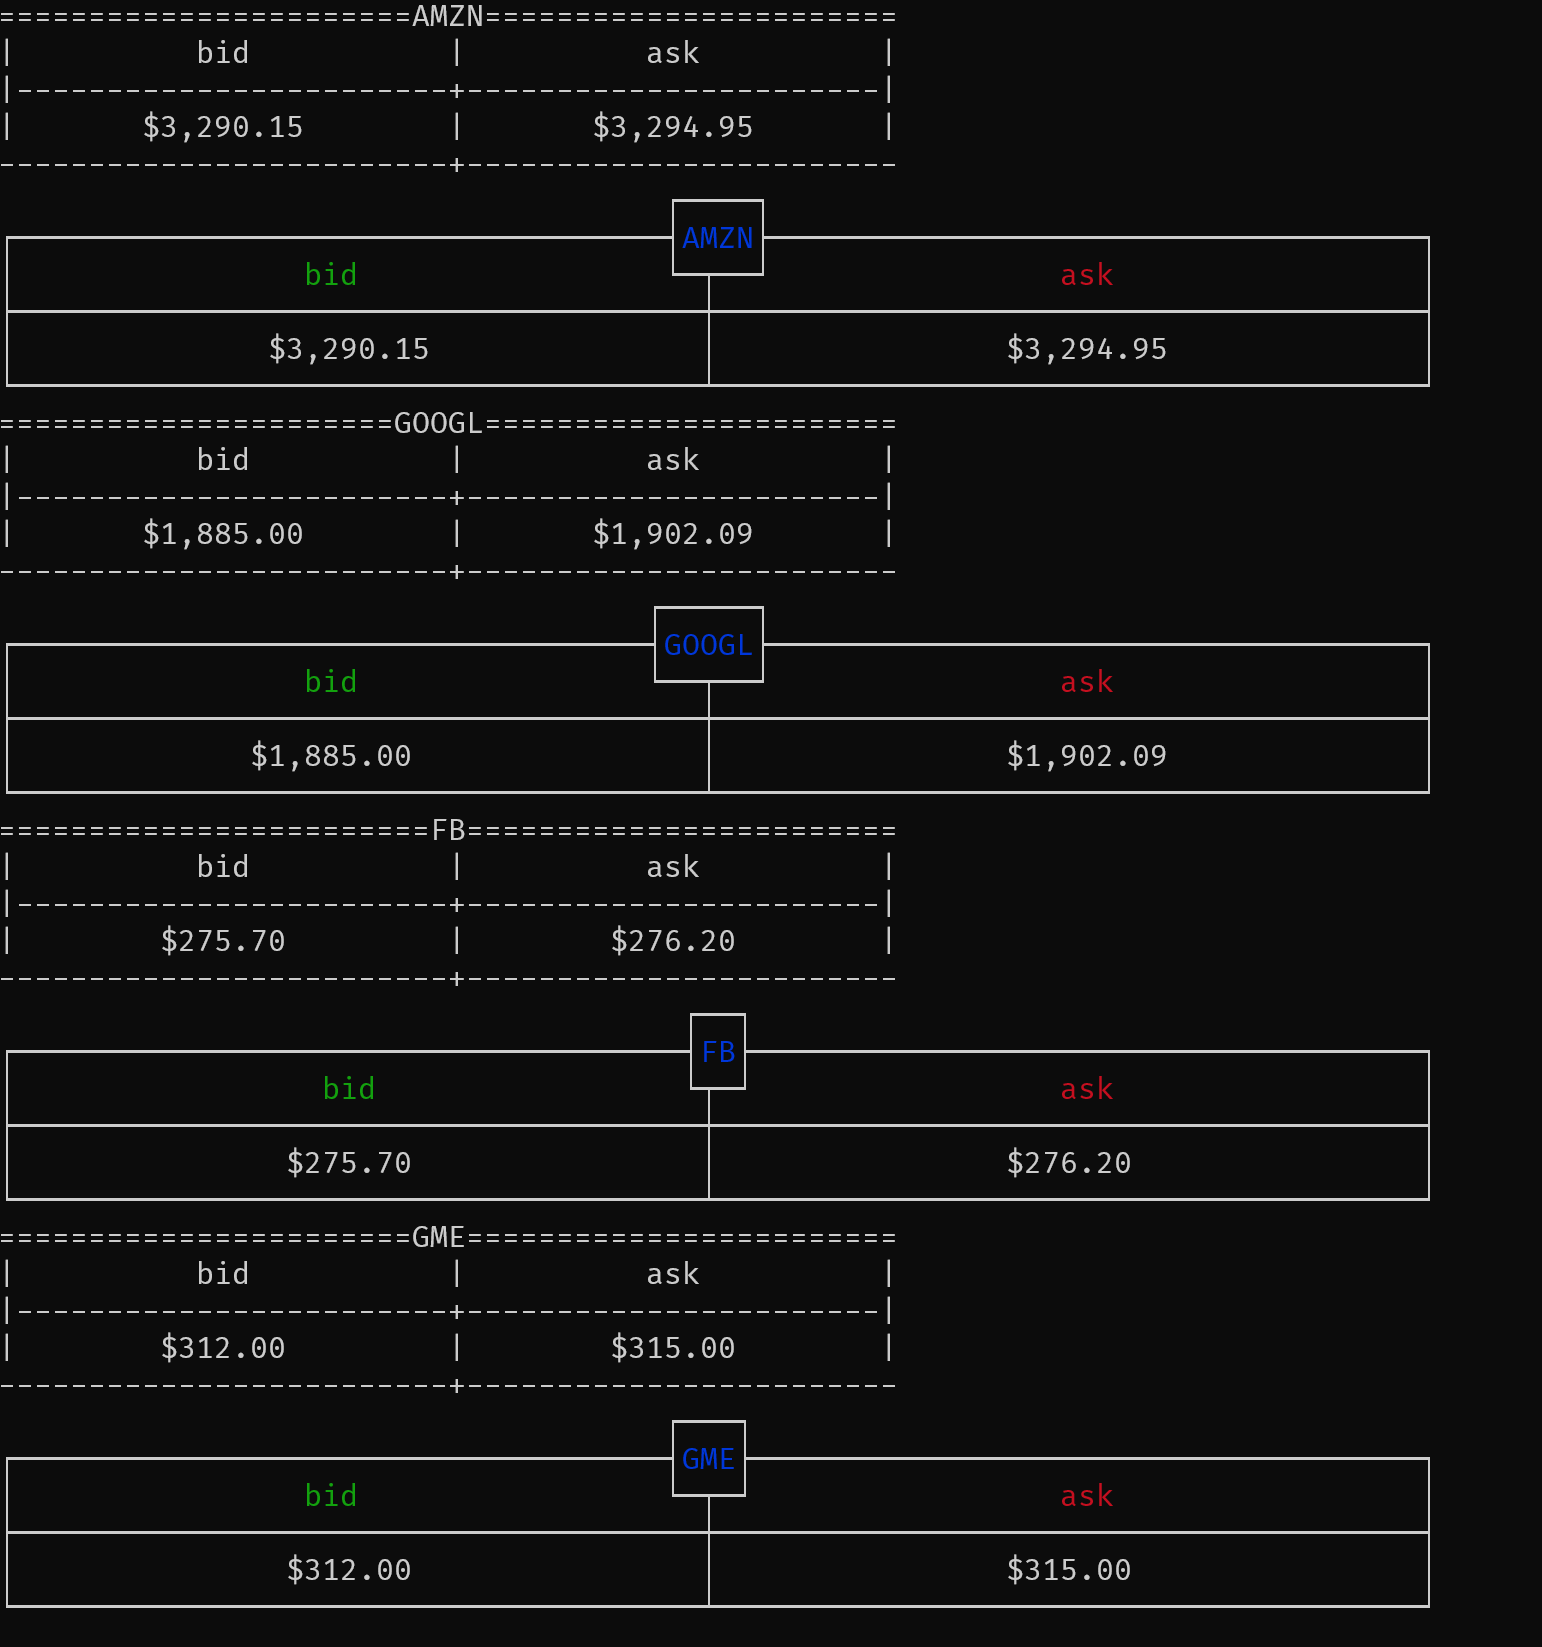 =======================AMZN=======================
|          bid           |          ask          |
|------------------------+-----------------------|
|       $3,290.15        |       $3,294.95       |
-------------------------+------------------------
AMZN
bid ask
$3,290.15 $3,294.95
======================GOOGL=======================
|          bid           |          ask          |
|------------------------+-----------------------|
|       $1,885.00        |       $1,902.09       |
-------------------------+------------------------
GOOGL
bid ask
$1,885.00 $1,902.09
========================FB========================
|          bid           |          ask          |
|------------------------+-----------------------|
|        $275.70         |        $276.20        |
-------------------------+------------------------
FB
bid ask
$275.70 $276.20
=======================GME========================
|          bid           |          ask          |
|------------------------+-----------------------|
|        $312.00         |        $315.00        |
-------------------------+------------------------
GME
bid ask
$312.00 $315.00